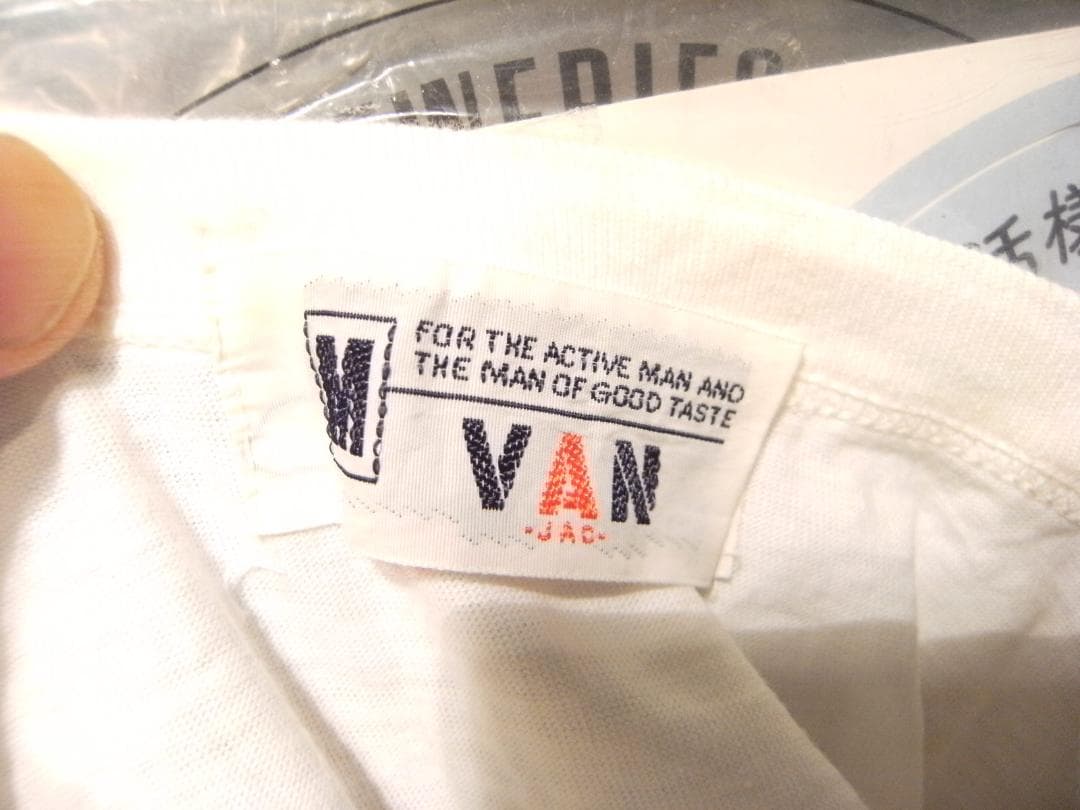 M
FOR THE ACTIVE MAN AND
THE MAN OF GOOD TASTE
VAN
·JAC·